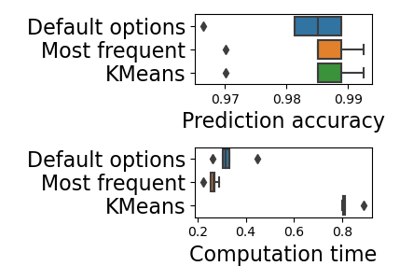 Default options
Most frequent
KMeans
0.97 0.98 0.99
Prediction accuracy
Default options
Most frequent
KMeans
0.2 0.4 0.6 0.8
Computation time